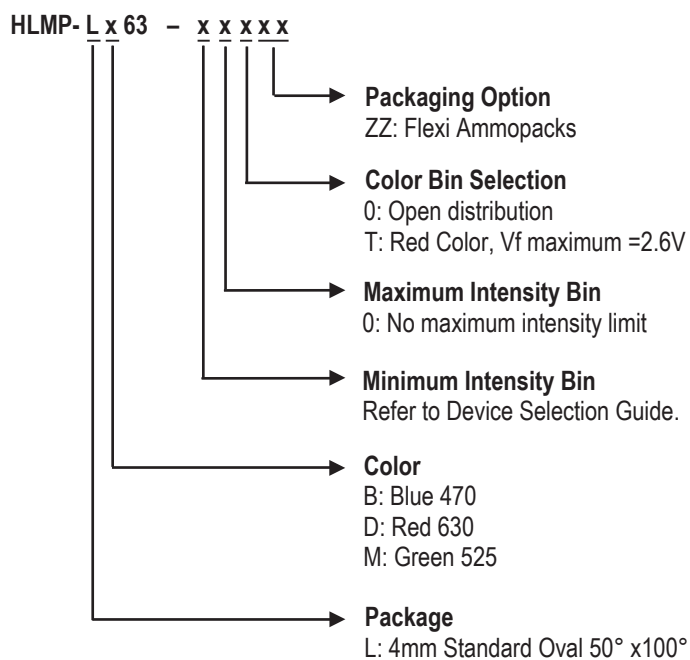 HLMP- L x 63 – x x x x x
Packaging Option
ZZ: Flexi Ammopacks
Color Bin Selection
0: Open distribution
T: Red Color, Vf maximum =2.6V
Maximum Intensity Bin
0: No maximum intensity limit
Minimum Intensity Bin
Refer to Device Selection Guide.
Color
B: Blue 470
D: Red 630
M: Green 525
Package
L: 4mm Standard Oval 50° x100°